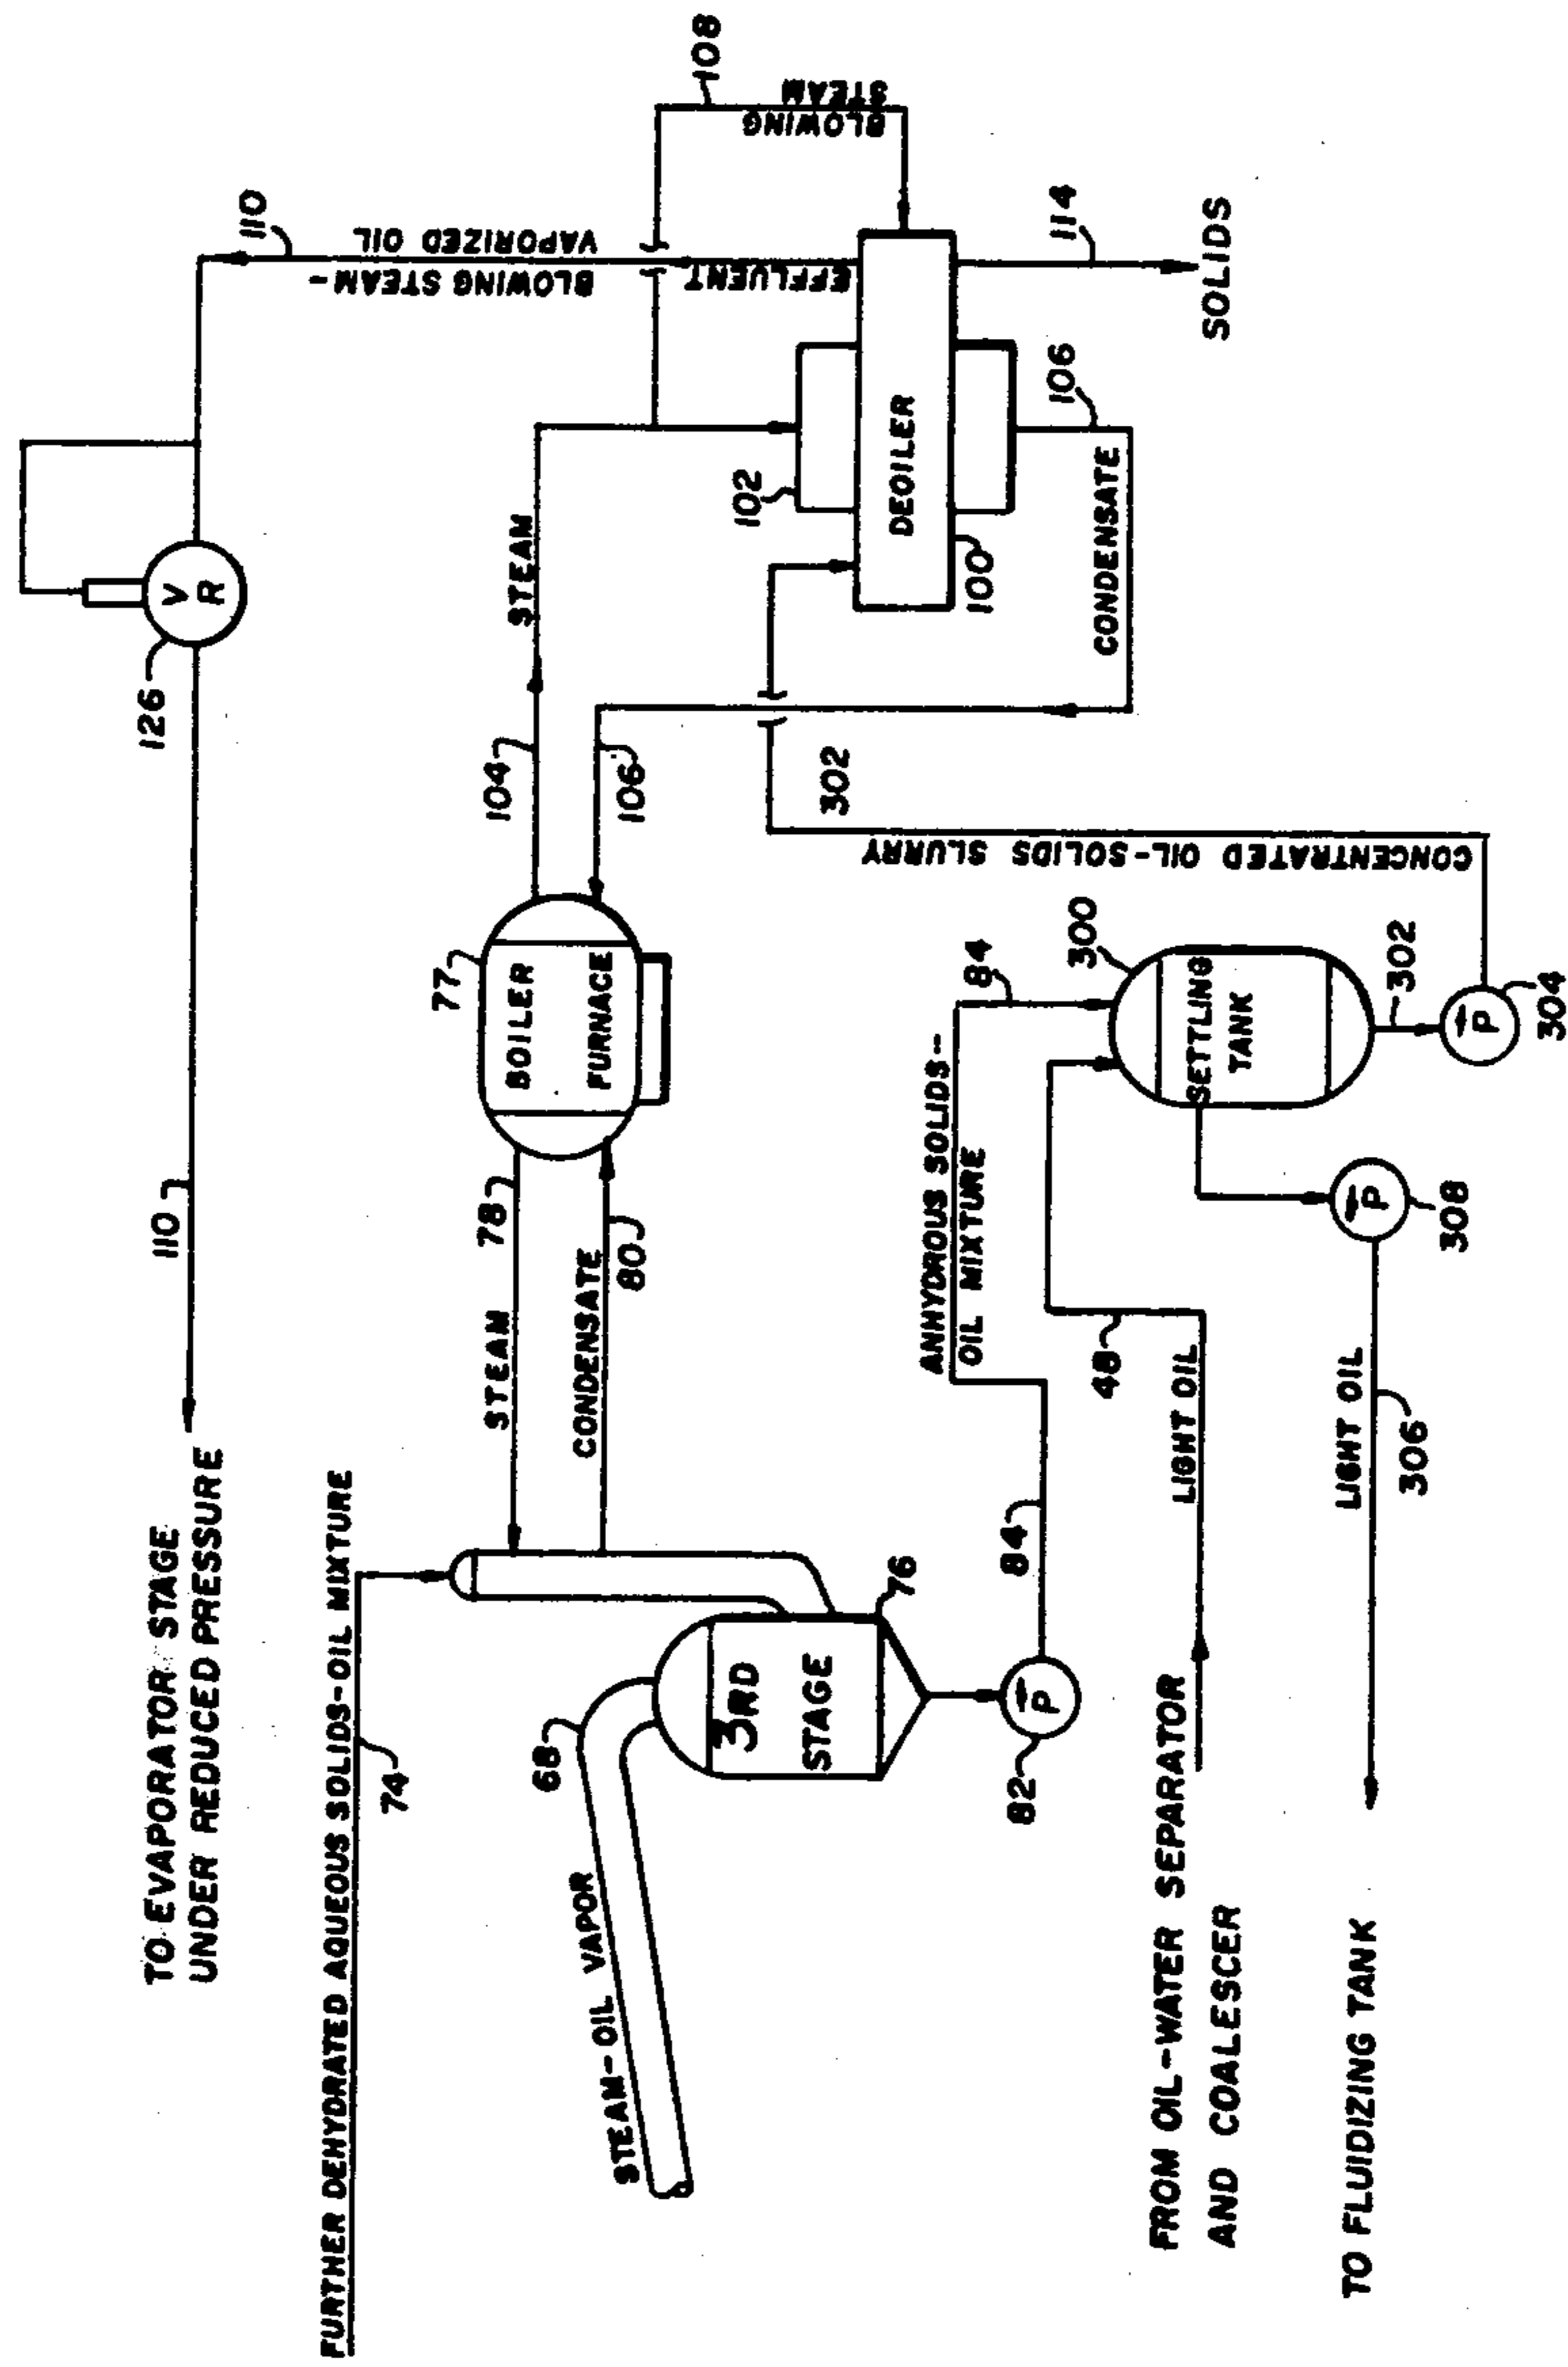 TO EVAPORATOR STAGE
UNDER REDUCED PRESSURE
110
126
V
R
110
BLOWING STEAM-
VAPORIZED OIL
EFFLUENT
108
BLOWING
STEAM
FURTHER DEHYDRATED AQUEOUS SOLIDS-OIL MIXTURE
74
STEAM
78
CONDENSATE
80
77
BOILER
FURNACE
104
STEAM
106
102
DEOILER
100
106
CONDENSATE
114
SOLIDS
68
STEAM-OIL VAPOR
3RD
STAGE
76
82
P
84
ANHYDROUS SOLIDS-
OIL MIXTURE
84
302
CONCENTRATED OIL-SOLIDS SLURRY
300
SETTLING
TANK
302
P
304
48
LIGHT OIL
FROM OIL-WATER SEPARATOR
AND COALESCER
P
308
LIGHT OIL
306
TO FLUIDIZING TANK